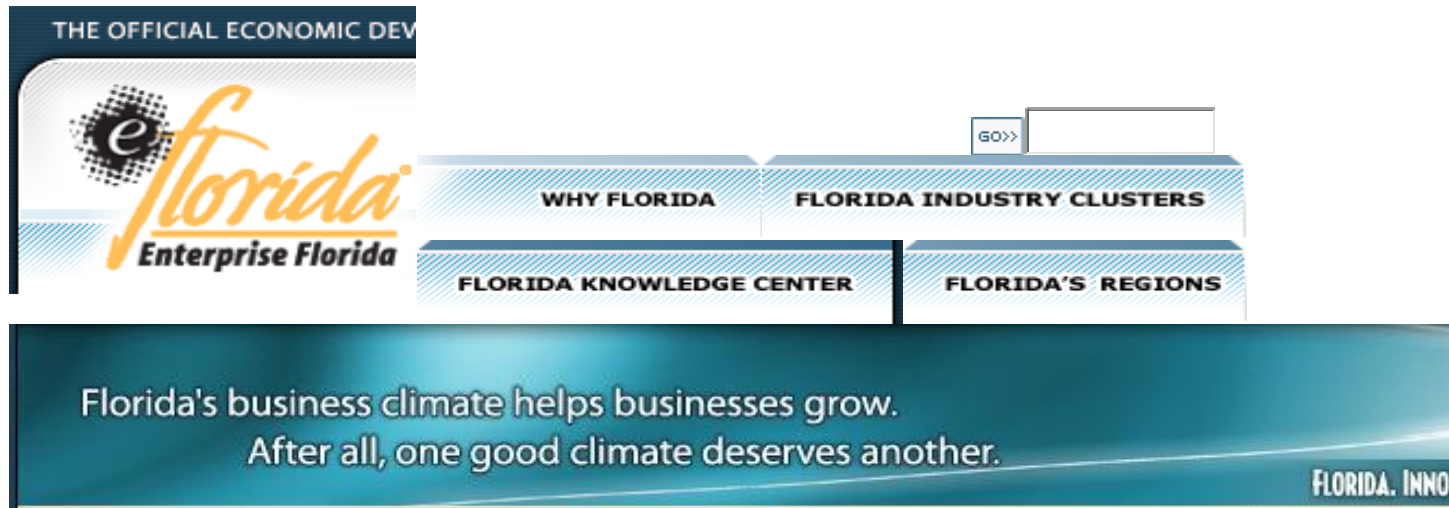 THE OFFICIAL ECONOMIC DEV
e florida
Enterprise Florida
GO>>
WHY FLORIDA
FLORIDA INDUSTRY CLUSTERS
FLORIDA KNOWLEDGE CENTER
FLORIDA'S REGIONS
Florida's business climate helps businesses grow.
After all, one good climate deserves another.
FLORIDA. INNO